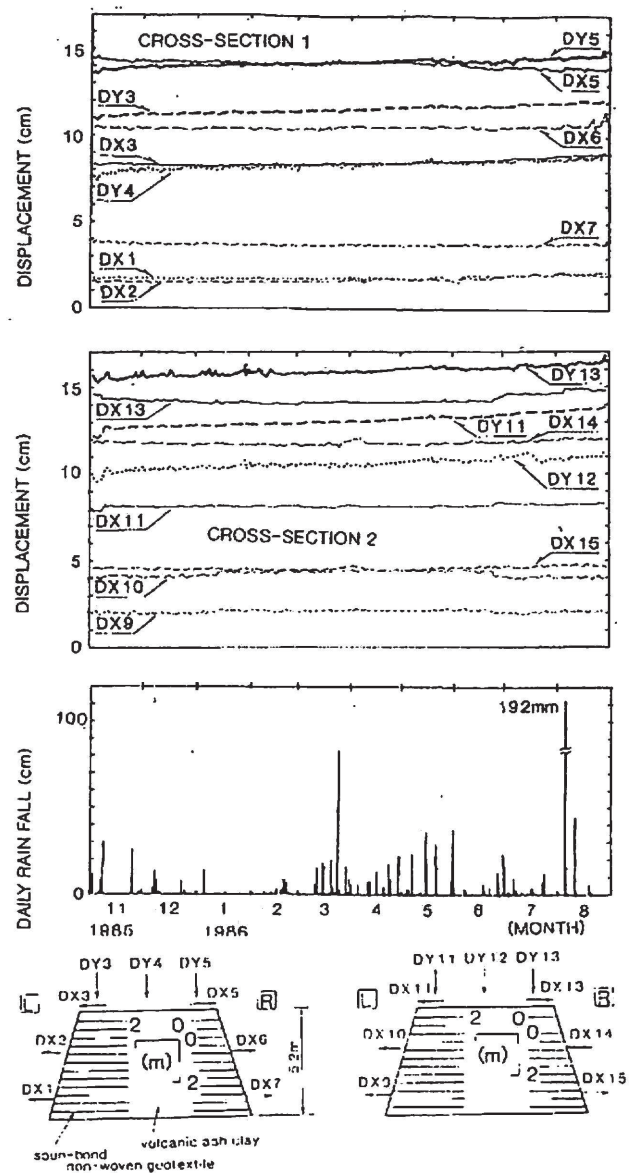 CROSS-SECTION 1
DISPLACEMENT (cm)
15
10
5
0
DY5
DX5
DY3
DX6
DX3
DY4
DX7
DX1
DX2
DISPLACEMENT (cm)
15
10
5
0
DY13
DX13
DY11
DX14
DY12
DX11
CROSS-SECTION 2
DX15
DX10
DX9
DAILY RAIN FALL (cm)
100
0
192mm
11 12 1 2 3 4 5 6 7 8
1985 1986 (MONTH)
DY3 DY4 DY5
DX3 DX5
R
DX2 DX6
DX1 DX7
2 0
0
(m)
2
5.2m
volcanic ash clay
spun-bond
non-woven geotextile
DY11 DY12 DY13
DX11 DX13
L
DX10 DX14
DX9 DX15
2 0
0
(m)
2